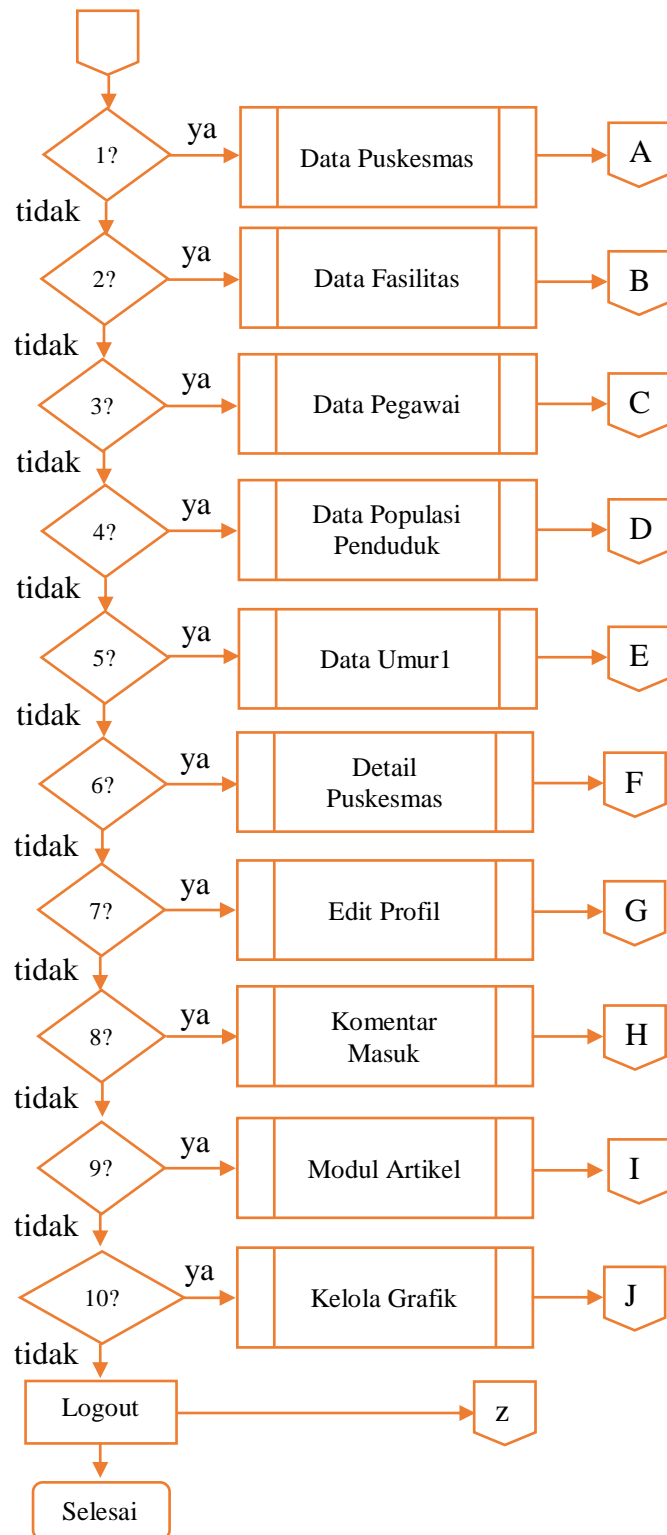 ya
1?
Data Puskesmas
A
tidak
ya
2?
Data Fasilitas
B
tidak
ya
3?
Data Pegawai
C
tidak
ya
4?
Data Populasi
Penduduk
D
tidak
ya
5?
Data Umur1
E
tidak
ya
6?
Detail
Puskesmas
F
tidak
ya
7?
Edit Profil
G
tidak
ya
8?
Komentar
Masuk
H
tidak
ya
9?
Modul Artikel
I
tidak
ya
10?
Kelola Grafik
J
tidak
Logout
z
Selesai